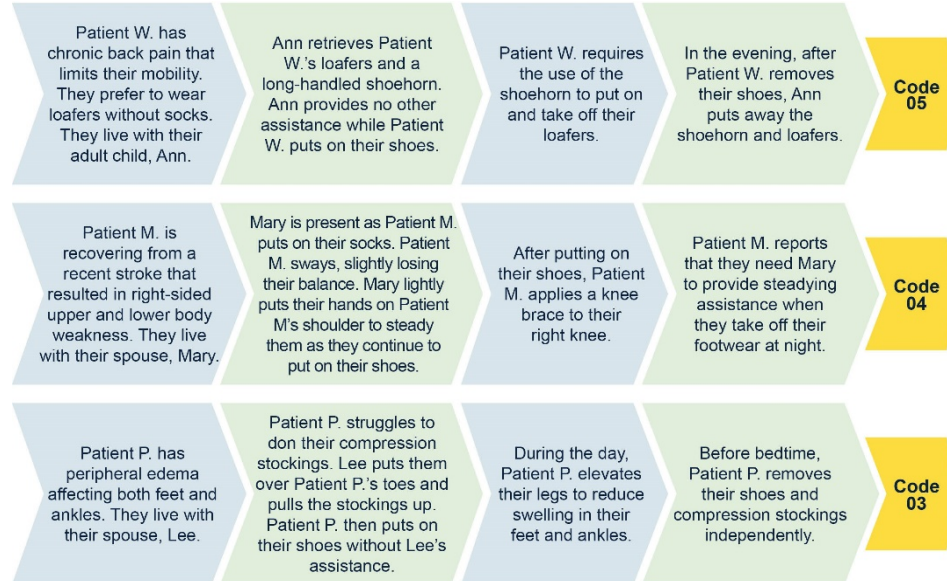 Patient W. has
chronic back pain that
limits their mobility.
They prefer to wear
loafers without socks.
They live with their
adult child, Ann.
Ann retrieves Patient
W.'s loafers and a
long-handled shoehorn.
Ann provides no other
assistance while Patient
W. puts on their shoes.
Patient W. requires
the use of the
shoehorn to put on
and take off their
loafers.
In the evening, after
Patient W. removes
their shoes, Ann
puts away the
shoehorn and loafers.
Code
05
Patient M. is
recovering from a
recent stroke that
resulted in right-sided
upper and lower body
weakness. They live
with their spouse, Mary.
Mary is present as Patient M.
puts on their socks. Patient
M. sways, slightly losing
their balance. Mary lightly
puts their hands on Patient
M's shoulder to steady
them as they continue to
put on their shoes.
After putting on
their shoes, Patient
M. applies a knee
brace to their
right knee.
Patient M. reports
that they need Mary
to provide steadying
assistance when
they take off their
footwear at night.
Code
04
Patient P. has
peripheral edema
affecting both feet and
ankles. They live with
their spouse, Lee.
Patient P. struggles to
don their compression
stockings. Lee puts them
over Patient P.'s toes and
pulls the stockings up.
Patient P. then puts on
their shoes without Lee's
assistance.
During the day,
Patient P. elevates
their legs to reduce
swelling in their
feet and ankles.
Before bedtime,
Patient P. removes
their shoes and
compression stockings
independently.
Code
03